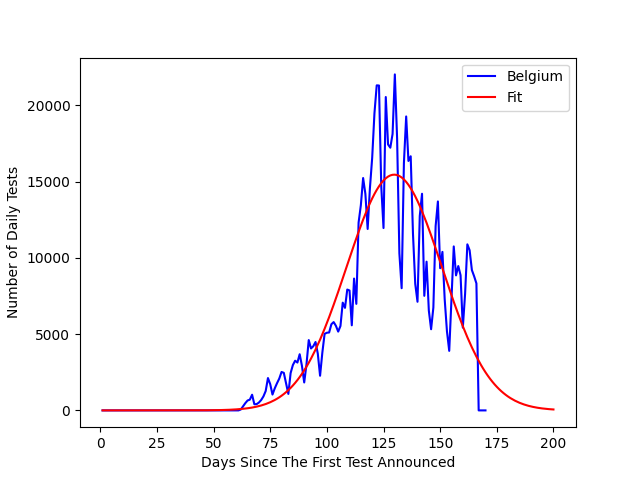 Belgium
Fit
20000
15000
10000
5000
0
Number of Daily Tests
0 25 50 75 100 125 150 175 200
Days Since The First Test Announced